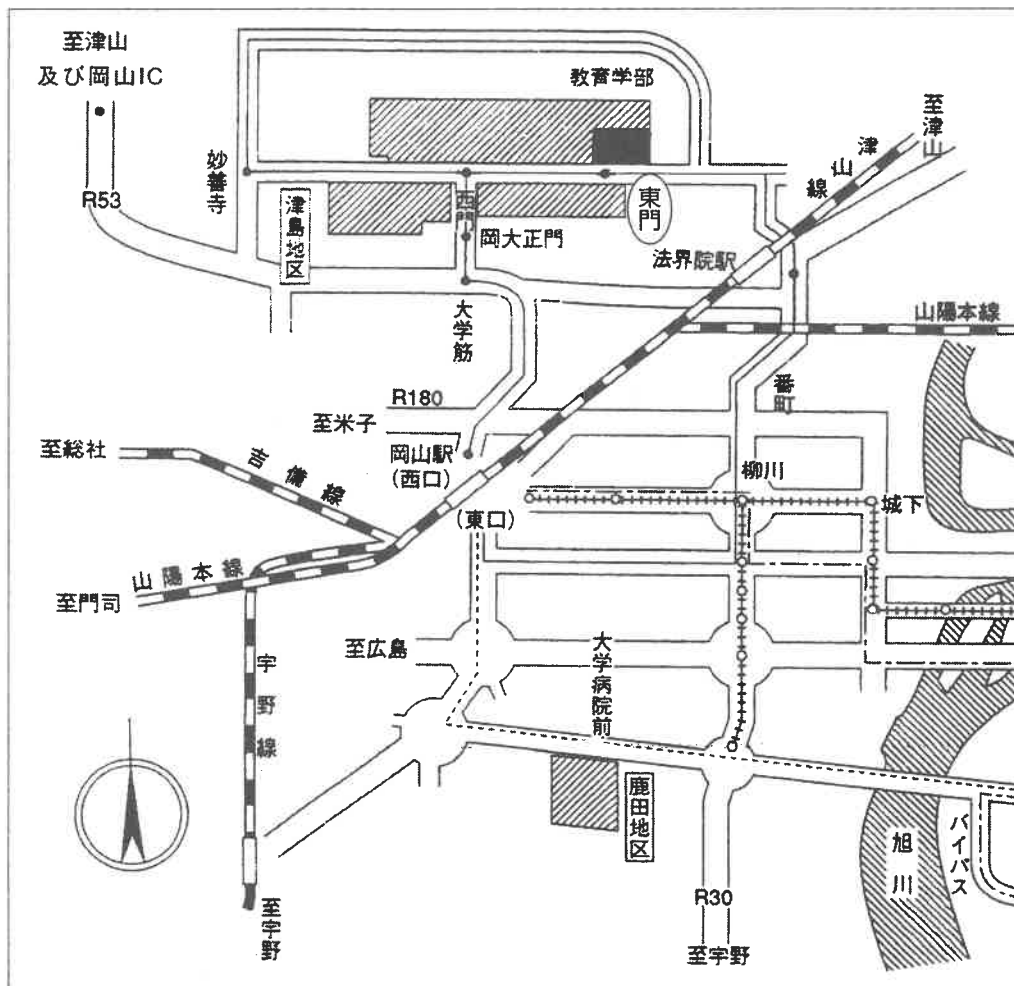 至津山
及び岡山IC
教育学部
至津山
津山線
妙善寺
R53
津島地区
西門
東門
岡大正門
法界院駅
大学筋
山陽本線
番町
R180
至米子
至総社
吉備線
岡山駅
(西口)
柳川
城下
(東口)
山陽本線
至門司
至広島
大学病院前
宇野線
鹿田地区
旭川
バイパス
R30
至宇野
至宇野